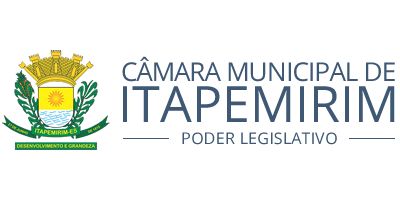 CÂMARA MUNICIPAL DE
ITAPEMIRIM
PODER LEGISLATIVO
ITAPEMIRIM-ES
DESENVOLVIMENTO E GRANDEZA